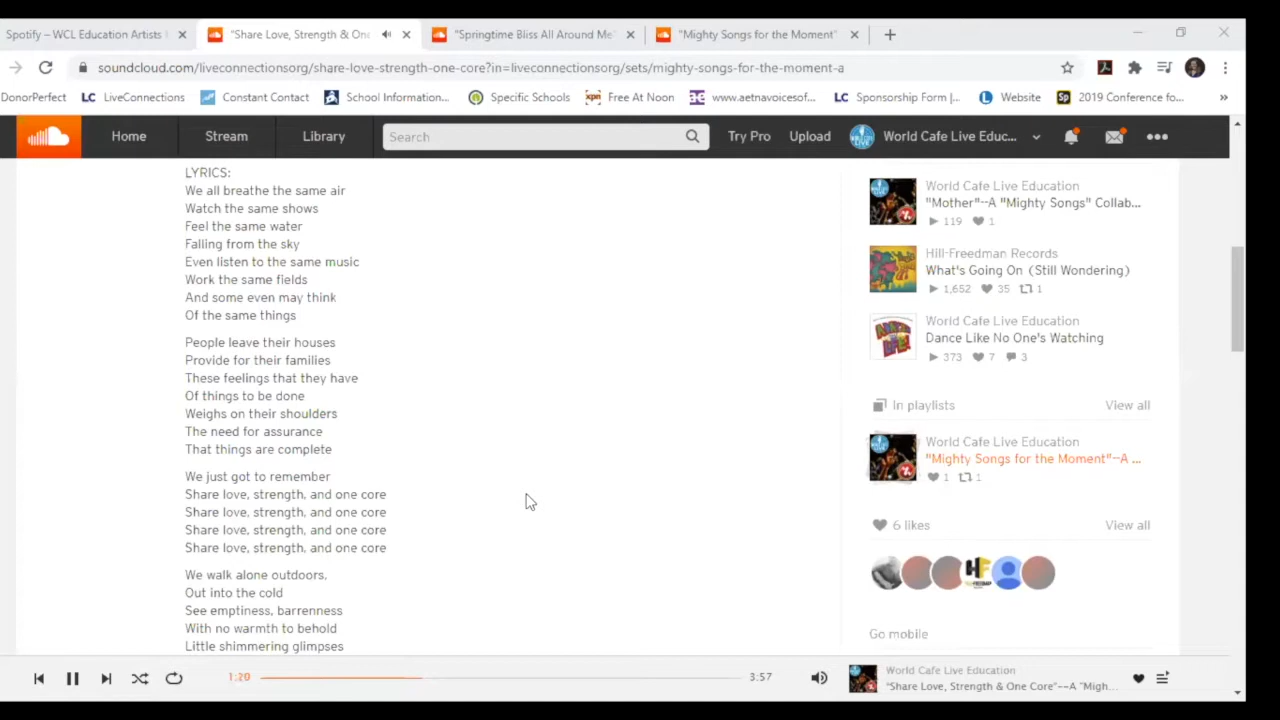 Spotify – WCL Education Artists
"Share Love, Strength & One
"Springtime Bliss All Around Me"
"Mighty Songs for the Moment"
soundcloud.com/liveconnectionsorg/share-love-strength-one-core?in=liveconnectionsorg/sets/mighty-songs-for-the-moment-a
DonorPerfect
LC LiveConnections
Constant Contact
School Information...
Specific Schools
xpn Free At Noon
www.aetnavoicesof...
LC Sponsorship Form |...
L Website
Sp 2019 Conference fo...
»
Home
Stream
Library
Search
Try Pro
Upload
World Cafe Live Educ...
LYRICS:
We all breathe the same air
Watch the same shows
Feel the same water
Falling from the sky
Even listen to the same music
Work the same fields
And some even may think
Of the same things
People leave their houses
Provide for their families
These feelings that they have
Of things to be done
Weighs on their shoulders
The need for assurance
That things are complete
We just got to remember
Share love, strength, and one core
Share love, strength, and one core
Share love, strength, and one core
Share love, strength, and one core
We walk alone outdoors,
Out into the cold
See emptiness, barrenness
With no warmth to behold
Little shimmering glimpses
World Cafe Live Education
"Mother"--A "Mighty Songs" Collab...
119 1
Hill-Freedman Records
What's Going On (Still Wondering)
1,652 35 1
World Cafe Live Education
Dance Like No One's Watching
373 7 3
In playlists View all
World Cafe Live Education
"Mighty Songs for the Moment"--A ...
1 1
6 likes View all
HF
Go mobile
1:20
3:57
World Cafe Live Education
"Share Love, Strength & One Core"--A "Migh...